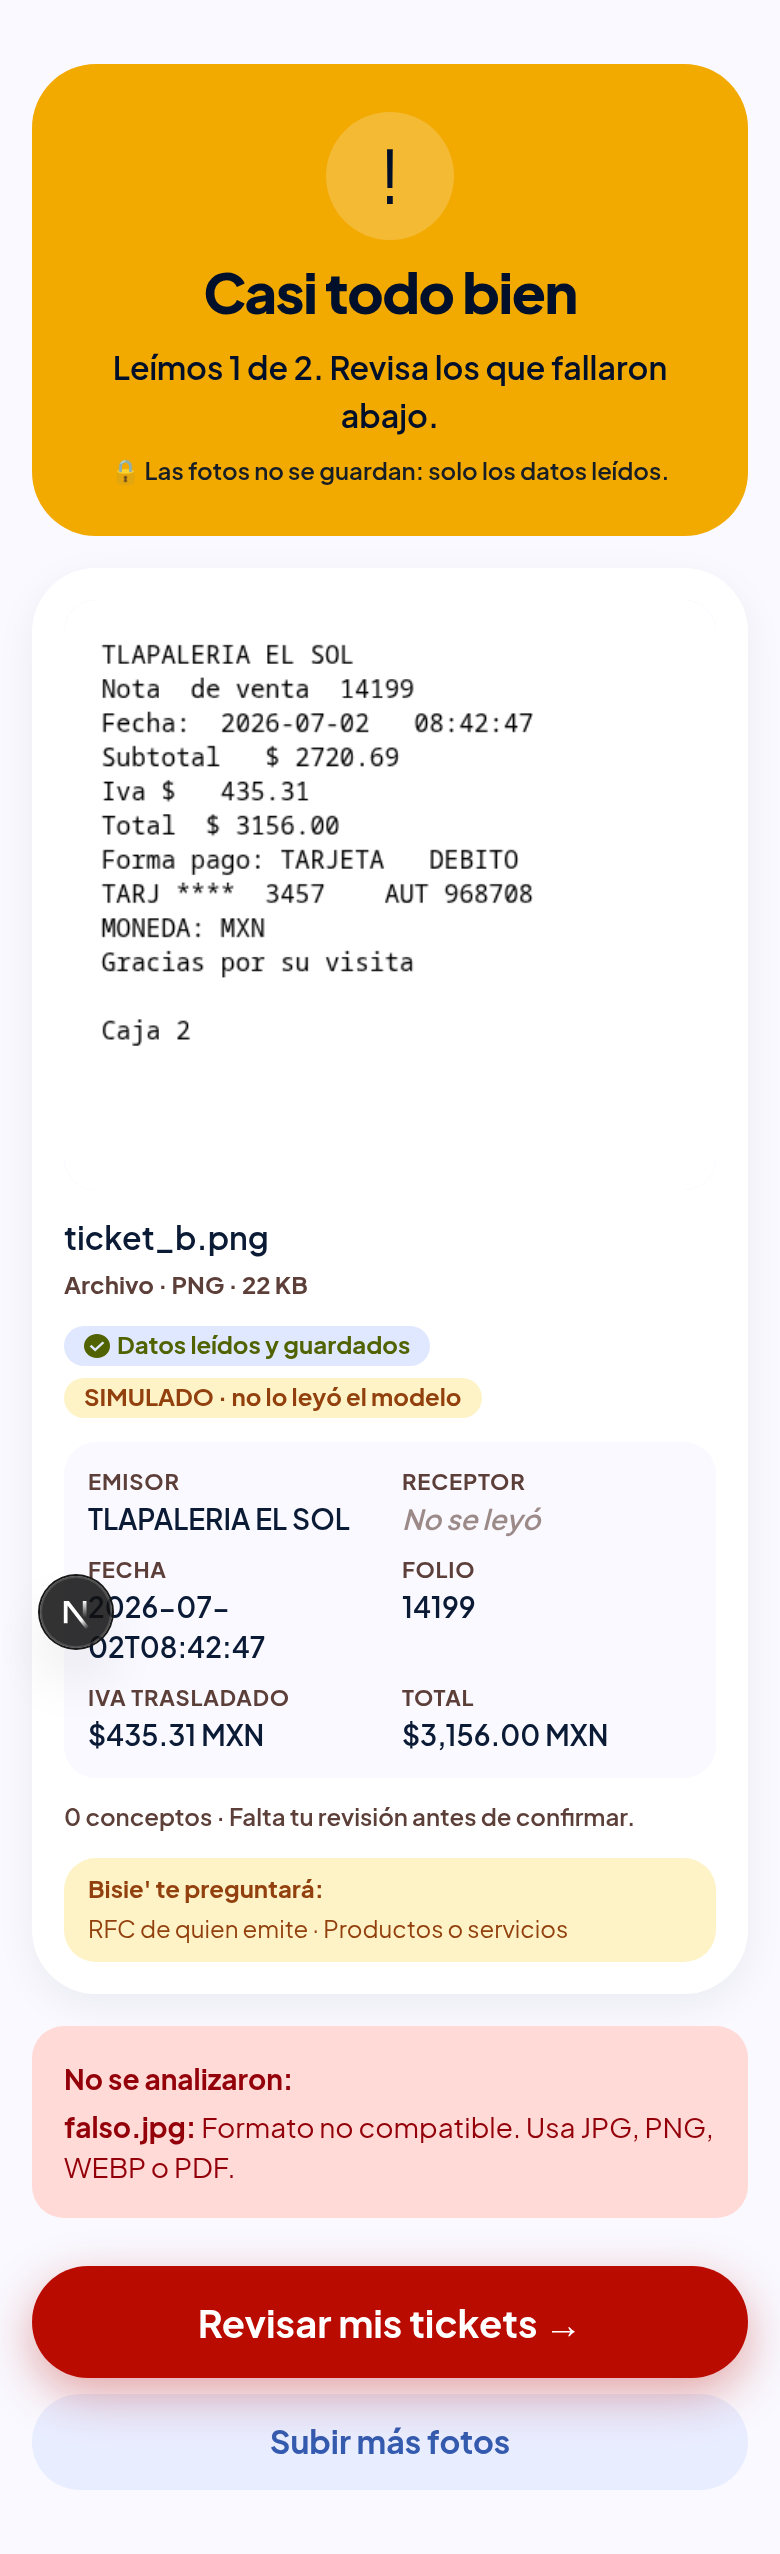 !
Casi todo bien
Leímos 1 de 2. Revisa los que fallaron
abajo.
🔒 Las fotos no se guardan: solo los datos leídos.
TLAPALERIA EL SOL
Nota  de venta  14199
Fecha:  2026-07-02   08:42:47
Subtotal   $ 2720.69
Iva $   435.31
Total  $ 3156.00
Forma pago: TARJETA   DEBITO
TARJ ****  3457    AUT 968708
MONEDA: MXN
Gracias por su visita
Caja 2
ticket_b.png
Archivo · PNG · 22 KB
Datos leídos y guardados
SIMULADO · no lo leyó el modelo
EMISOR
TLAPALERIA EL SOL
RECEPTOR
No se leyó
FECHA
2026-07-
02T08:42:47
FOLIO
14199
N
IVA TRASLADADO
$435.31 MXN
TOTAL
$3,156.00 MXN
0 conceptos · Falta tu revisión antes de confirmar.
Bisie' te preguntará:
RFC de quien emite · Productos o servicios
No se analizaron:
falso.jpg: Formato no compatible. Usa JPG, PNG,
WEBP o PDF.
Revisar mis tickets →
Subir más fotos